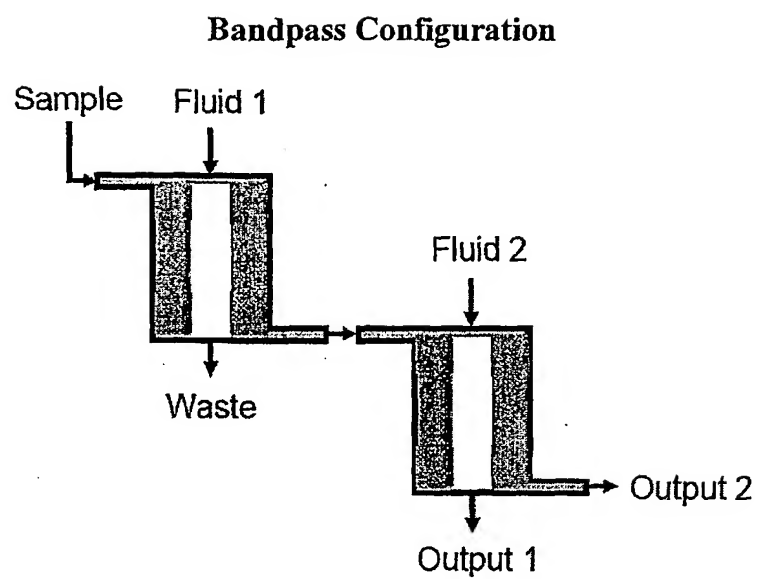 Bandpass Configuration
Sample
Fluid 1
Fluid 2
Waste
Output 2
Output 1